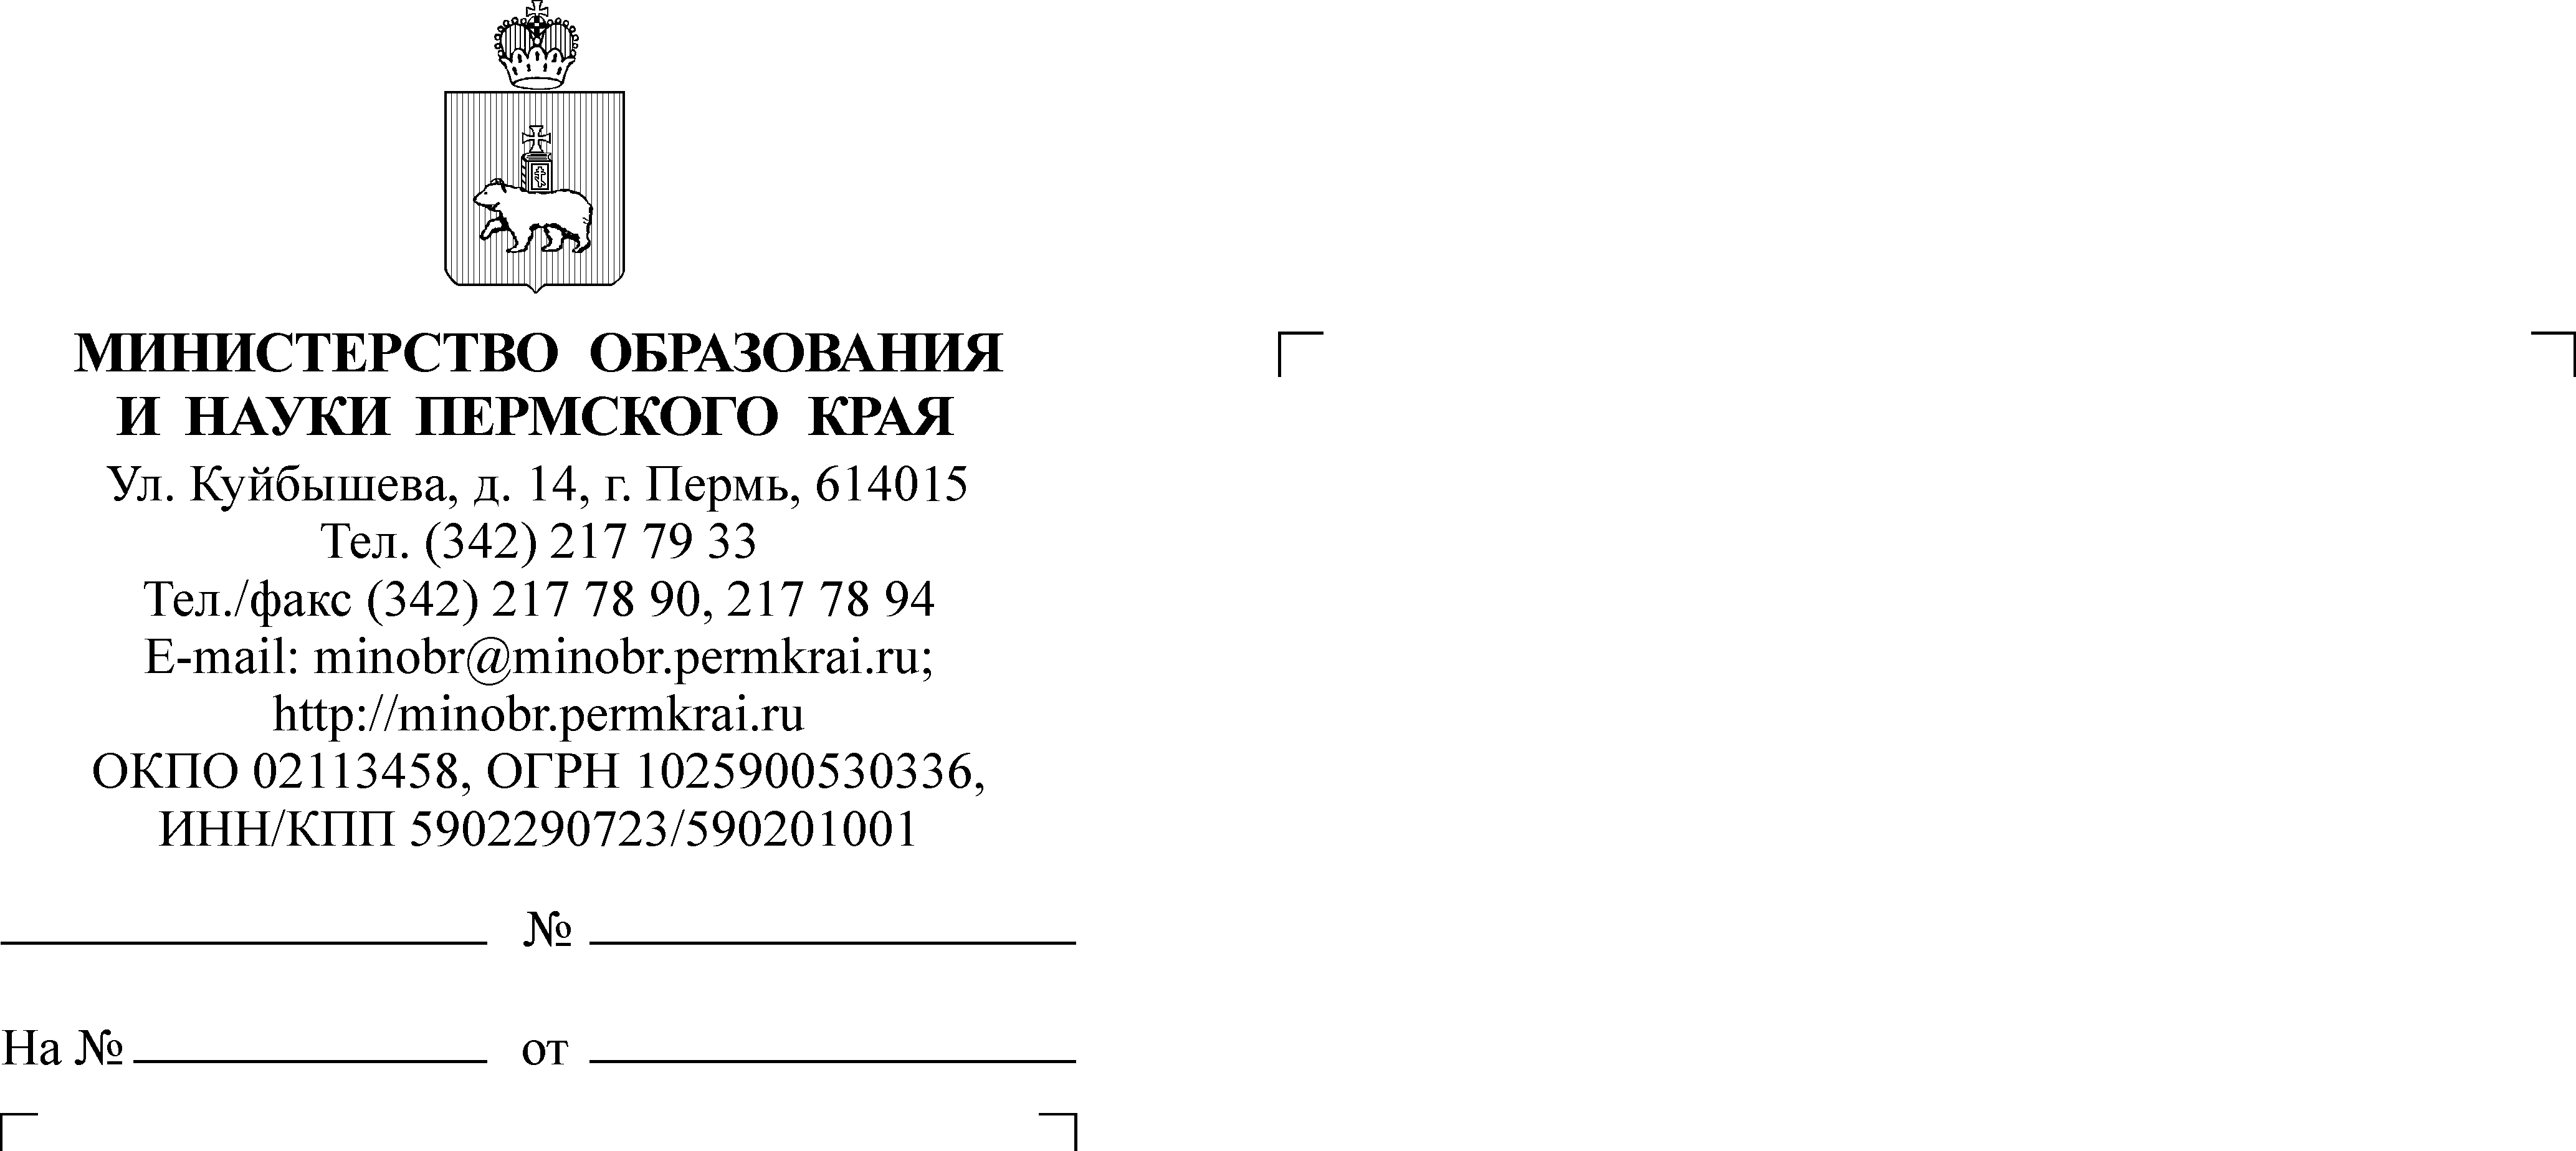 МИНИСТЕРСТВО ОБРАЗОВАНИЯ
И НАУКИ ПЕРМСКОГО КРАЯ
Ул. Куйбышева, д. 14, г. Пермь, 614015
Тел. (342) 217 79 33
Тел./факс (342) 217 78 90, 217 78 94
E-mail: minobr@minobr.permkrai.ru;
http://minobr.permkrai.ru
ОКПО 02113458, ОГРН 1025900530336,
ИНН/КПП 5902290723/590201001
№
На № от